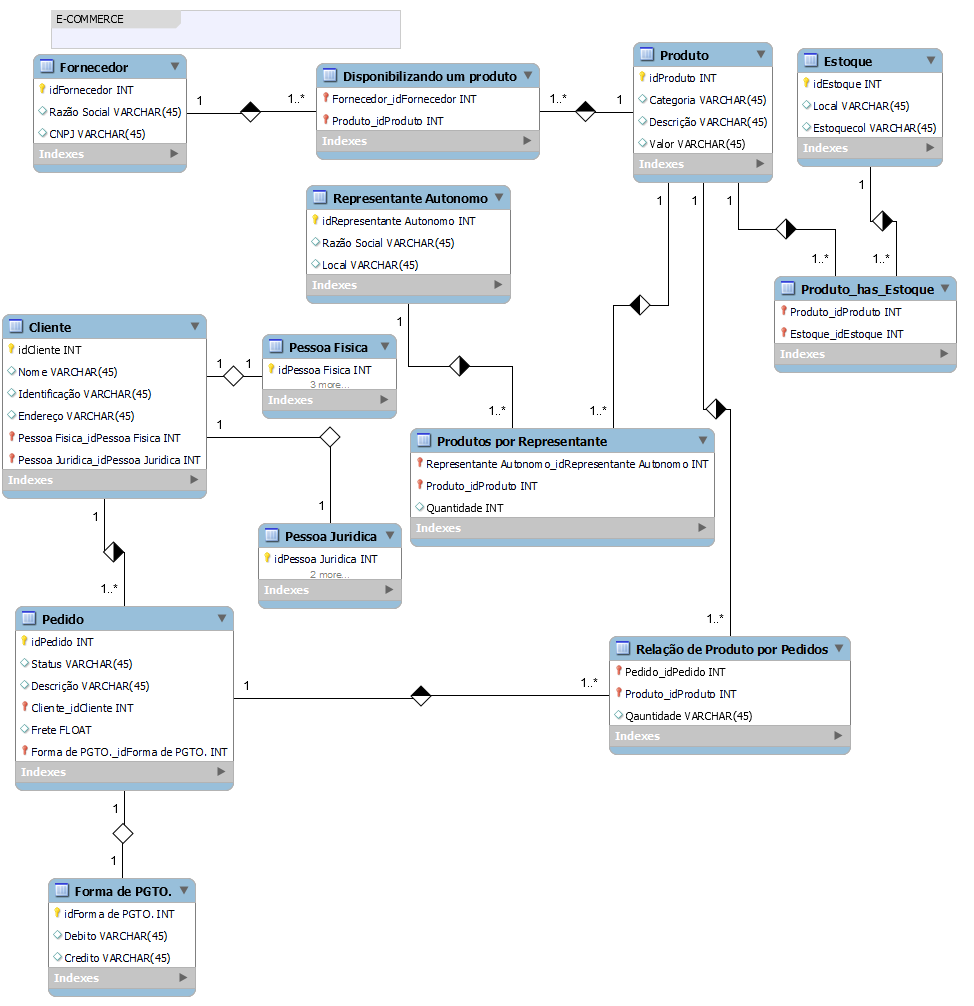 E-COMMERCE
Fornecedor
idFornecedor INT
Razão Social VARCHAR(45)
CNPJ VARCHAR(45)
Indexes
1
1..*
Disponibilizando um produto
Fornecedor_idFornecedor INT
Produto_idProduto INT
Indexes
1..*
1
Produto
idProduto INT
Categoria VARCHAR(45)
Descrição VARCHAR(45)
Valor VARCHAR(45)
Indexes
Estoque
idEstoque INT
Local VARCHAR(45)
Estoquecol VARCHAR(45)
Indexes
1
1
1
1
1..*
1..*
Produto_has_Estoque
Produto_idProduto INT
Estoque_idEstoque INT
Indexes
Representante Autonomo
idRepresentante Autonomo INT
Razão Social VARCHAR(45)
Local VARCHAR(45)
Indexes
1
1..*
1..*
Cliente
idCliente INT
Nome VARCHAR(45)
Identificação VARCHAR(45)
Endereço VARCHAR(45)
Pessoa Fisica_idPessoa Fisica INT
Pessoa Juridica_idPessoa Juridica INT
Indexes
1
1
Pessoa Fisica
idPessoa Fisica INT
3 more...
Indexes
1
1
Pessoa Juridica
idPessoa Juridica INT
2 more...
Indexes
Produtos por Representante
Representante Autonomo_idRepresentante Autonomo INT
Produto_idProduto INT
Quantidade INT
Indexes
1
1..*
Pedido
idPedido INT
Status VARCHAR(45)
Descrição VARCHAR(45)
Cliente_idCliente INT
Frete FLOAT
Forma de PGTO._idForma de PGTO. INT
Indexes
1
1..*
1..*
Relação de Produto por Pedidos
Pedido_idPedido INT
Produto_idProduto INT
Qauntidade VARCHAR(45)
Indexes
1
1
Forma de PGTO.
idForma de PGTO. INT
Debito VARCHAR(45)
Credito VARCHAR(45)
Indexes